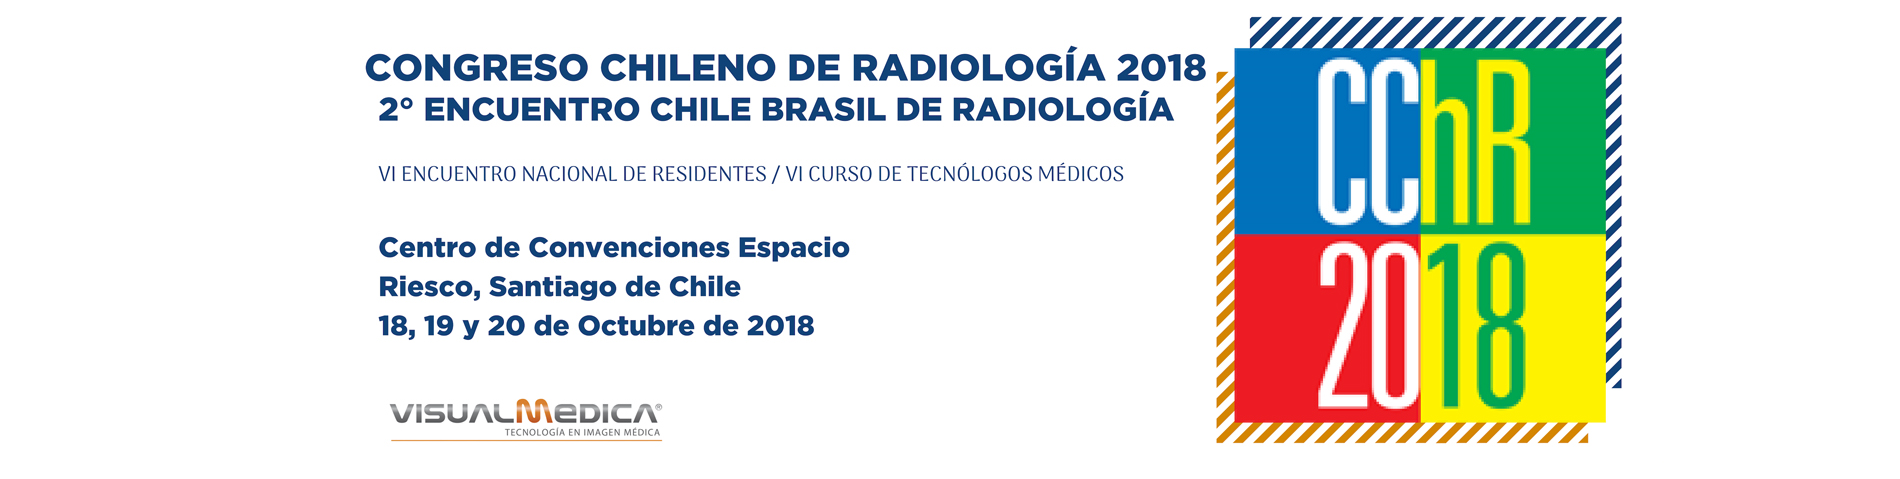 CONGRESO CHILENO DE RADIOLOGÍA 2018
2° ENCUENTRO CHILE BRASIL DE RADIOLOGÍA
VI ENCUENTRO NACIONAL DE RESIDENTES / VI CURSO DE TECNÓLOGOS MÉDICOS
Centro de Convenciones Espacio
Riesco, Santiago de Chile
18, 19 y 20 de Octubre de 2018
VISUALMEDICA®
TECNOLOGÍA EN IMAGEN MÉDICA
CChR
2018